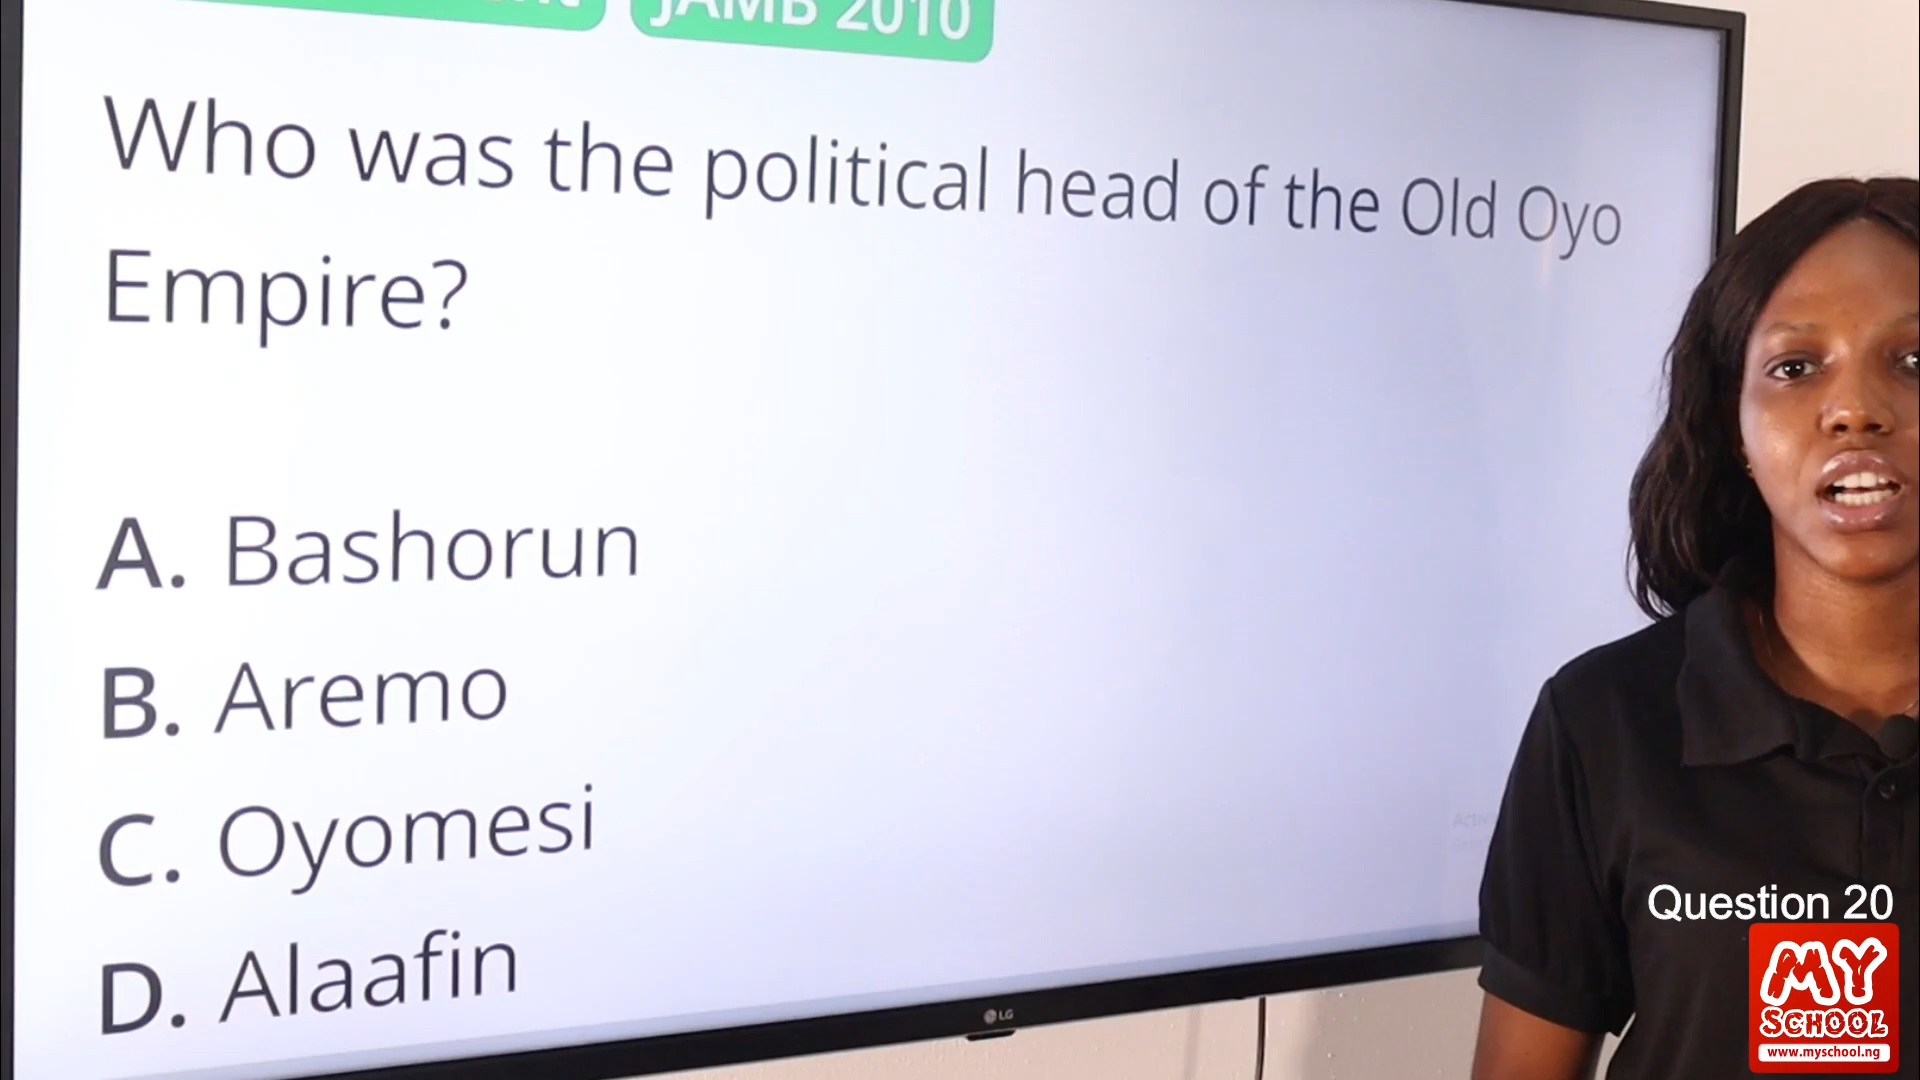 JAMB 2010
Who was the political head of the Old Oyo
Empire?
A. Bashorun
B. Aremo
C. Oyomesi
D. Alaafin
LG
Question 20
MY
SCHOOL
www.myschool.ng